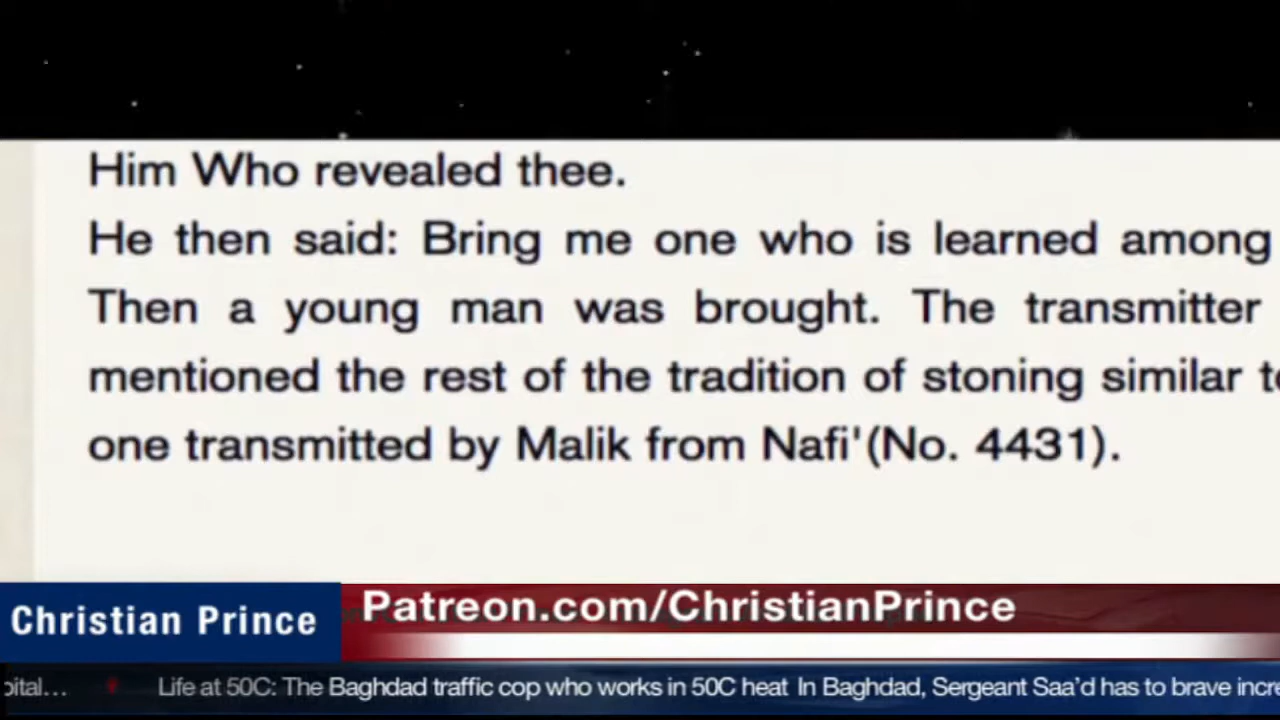 Him Who revealed thee.
He then said: Bring me one who is learned among
Then a young man was brought. The transmitter
mentioned the rest of the tradition of stoning similar
one transmitted by Malik from Nafi'(No. 4431).
Christian Prince
Patreon.com/ChristianPrince
Life at 50C: The Baghdad traffic cop who works in 50C heat In Baghdad, Sergeant Saa'd has to brave